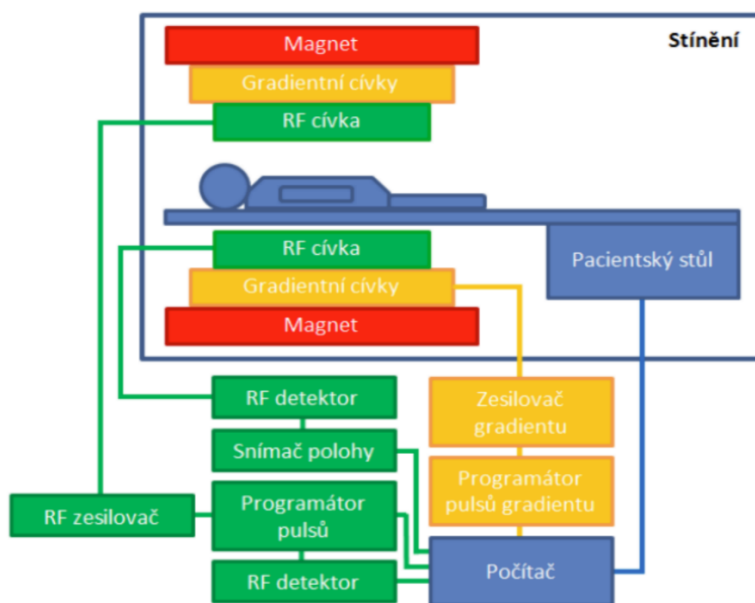 Magnet
Stínění
Gradientní cívky
RF cívka
RF cívka
Pacientský stůl
Gradientní cívky
Magnet
RF detektor
Zesilovač
gradientu
Snímač polohy
Programátor
pulsů gradientu
RF zesilovač
Programátor
pulsů
RF detektor
Počítač